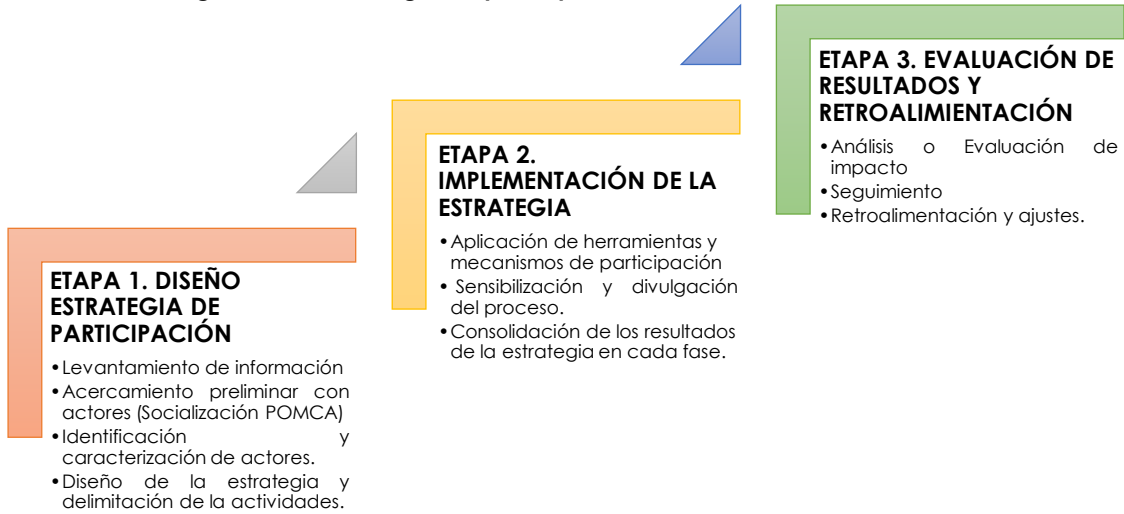 ETAPA 1. DISEÑO
ESTRATEGIA DE
PARTICIPACIÓN
•Levantamiento de información
•Acercamiento preliminar con
actores (Socialización POMCA)
•Identificación y
caracterización de actores.
•Diseño de la estrategia y
delimitación de la actividades.
ETAPA 2.
IMPLEMENTACIÓN DE LA
ESTRATEGIA
•Aplicación de herramientas y
mecanismos de participación
• Sensibilización y divulgación
del proceso.
•Consolidación de los resultados
de la estrategia en cada fase.
ETAPA 3. EVALUACIÓN DE
RESULTADOS Y
RETROALIMIENTACIÓN
•Análisis o Evaluación de
impacto
•Seguimiento
•Retroalimentación y ajustes.